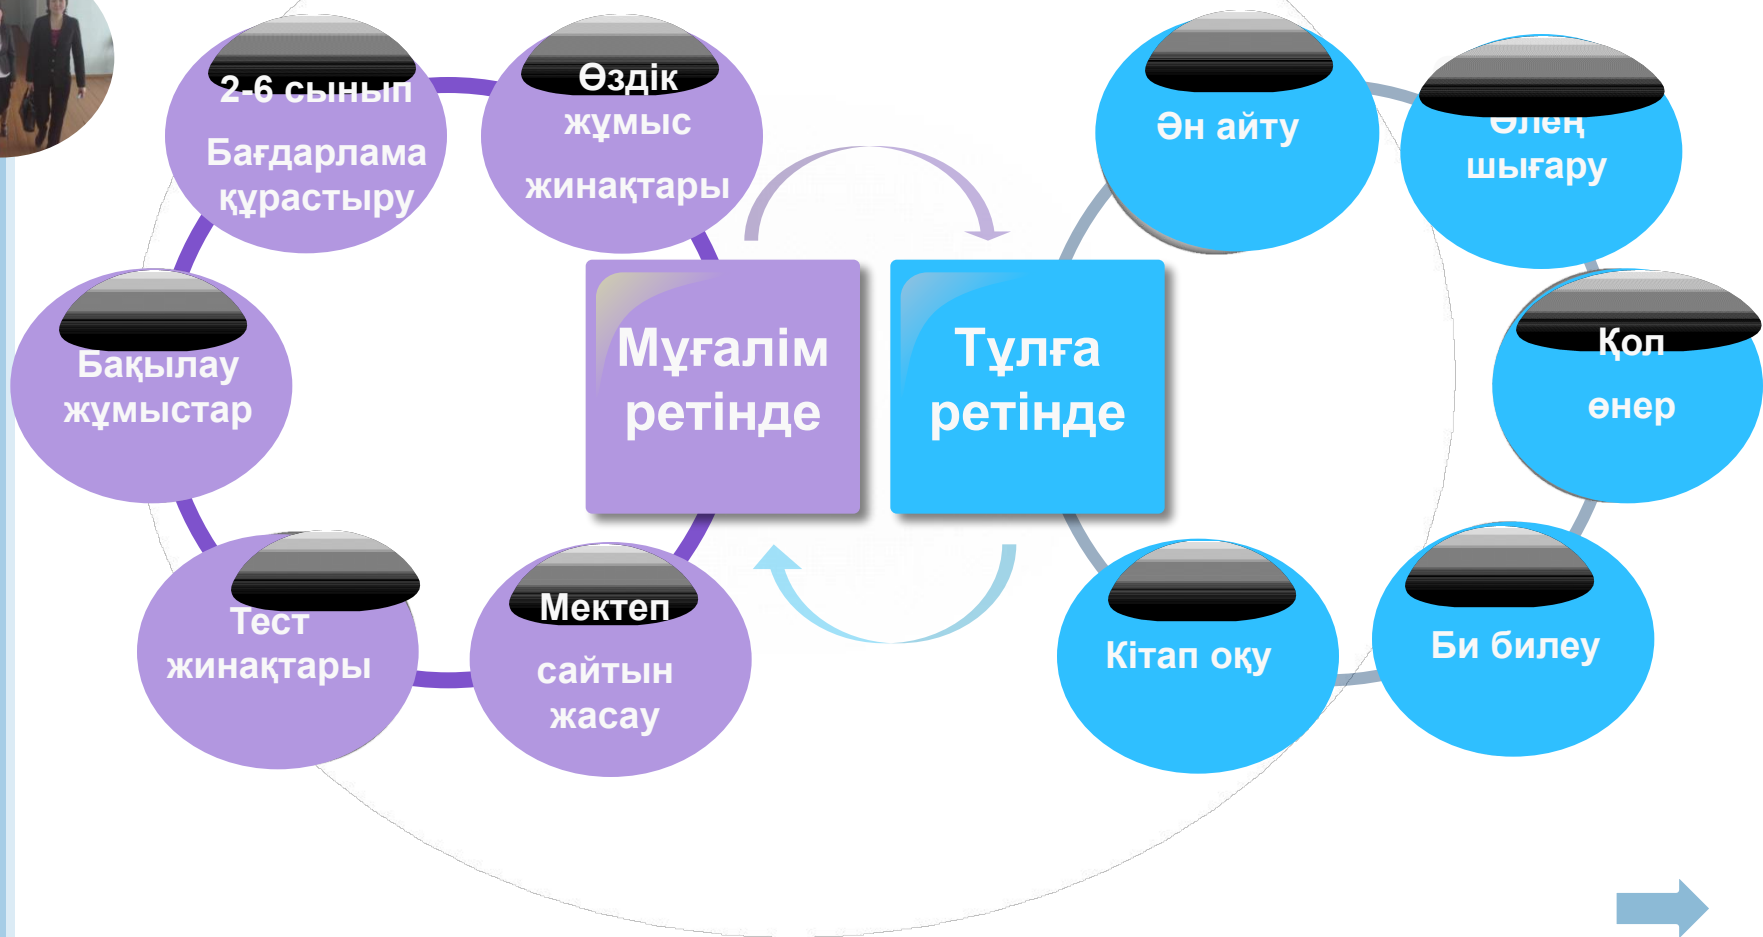 2-6 сынып
Бағдарлама
құрастыру
Өздік
жұмыс
жинақтары
Бақылау
жұмыстар
Тест
жинақтары
Мектеп
сайтын
жасау
Мұғалім
ретінде
Тұлға
ретінде
Ән айту
Өлең
шығару
Қол
өнер
Би билеу
Кітап оқу